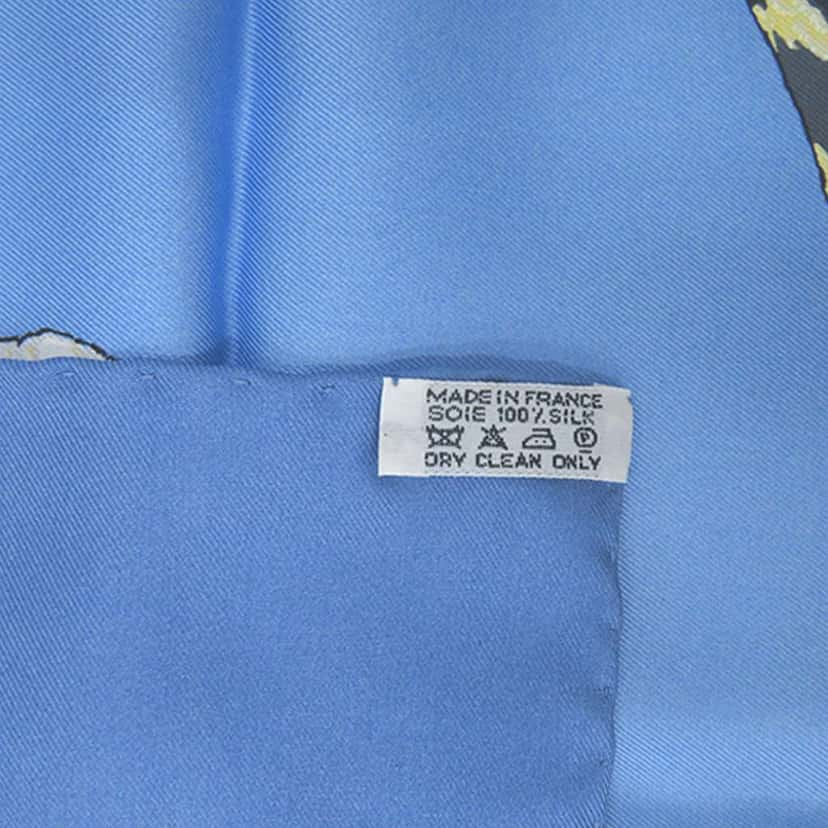 MADE IN FRANCE
SOIE 100% SILK
P
DRY CLEAN ONLY